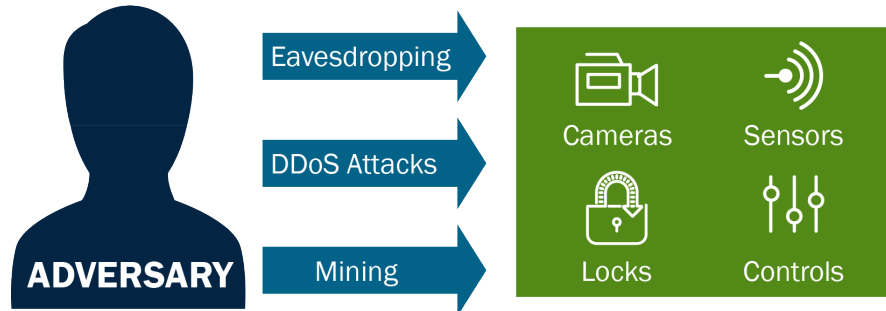 Eavesdropping
DDoS Attacks
Mining
ADVERSARY
Cameras
Sensors
Locks
Controls